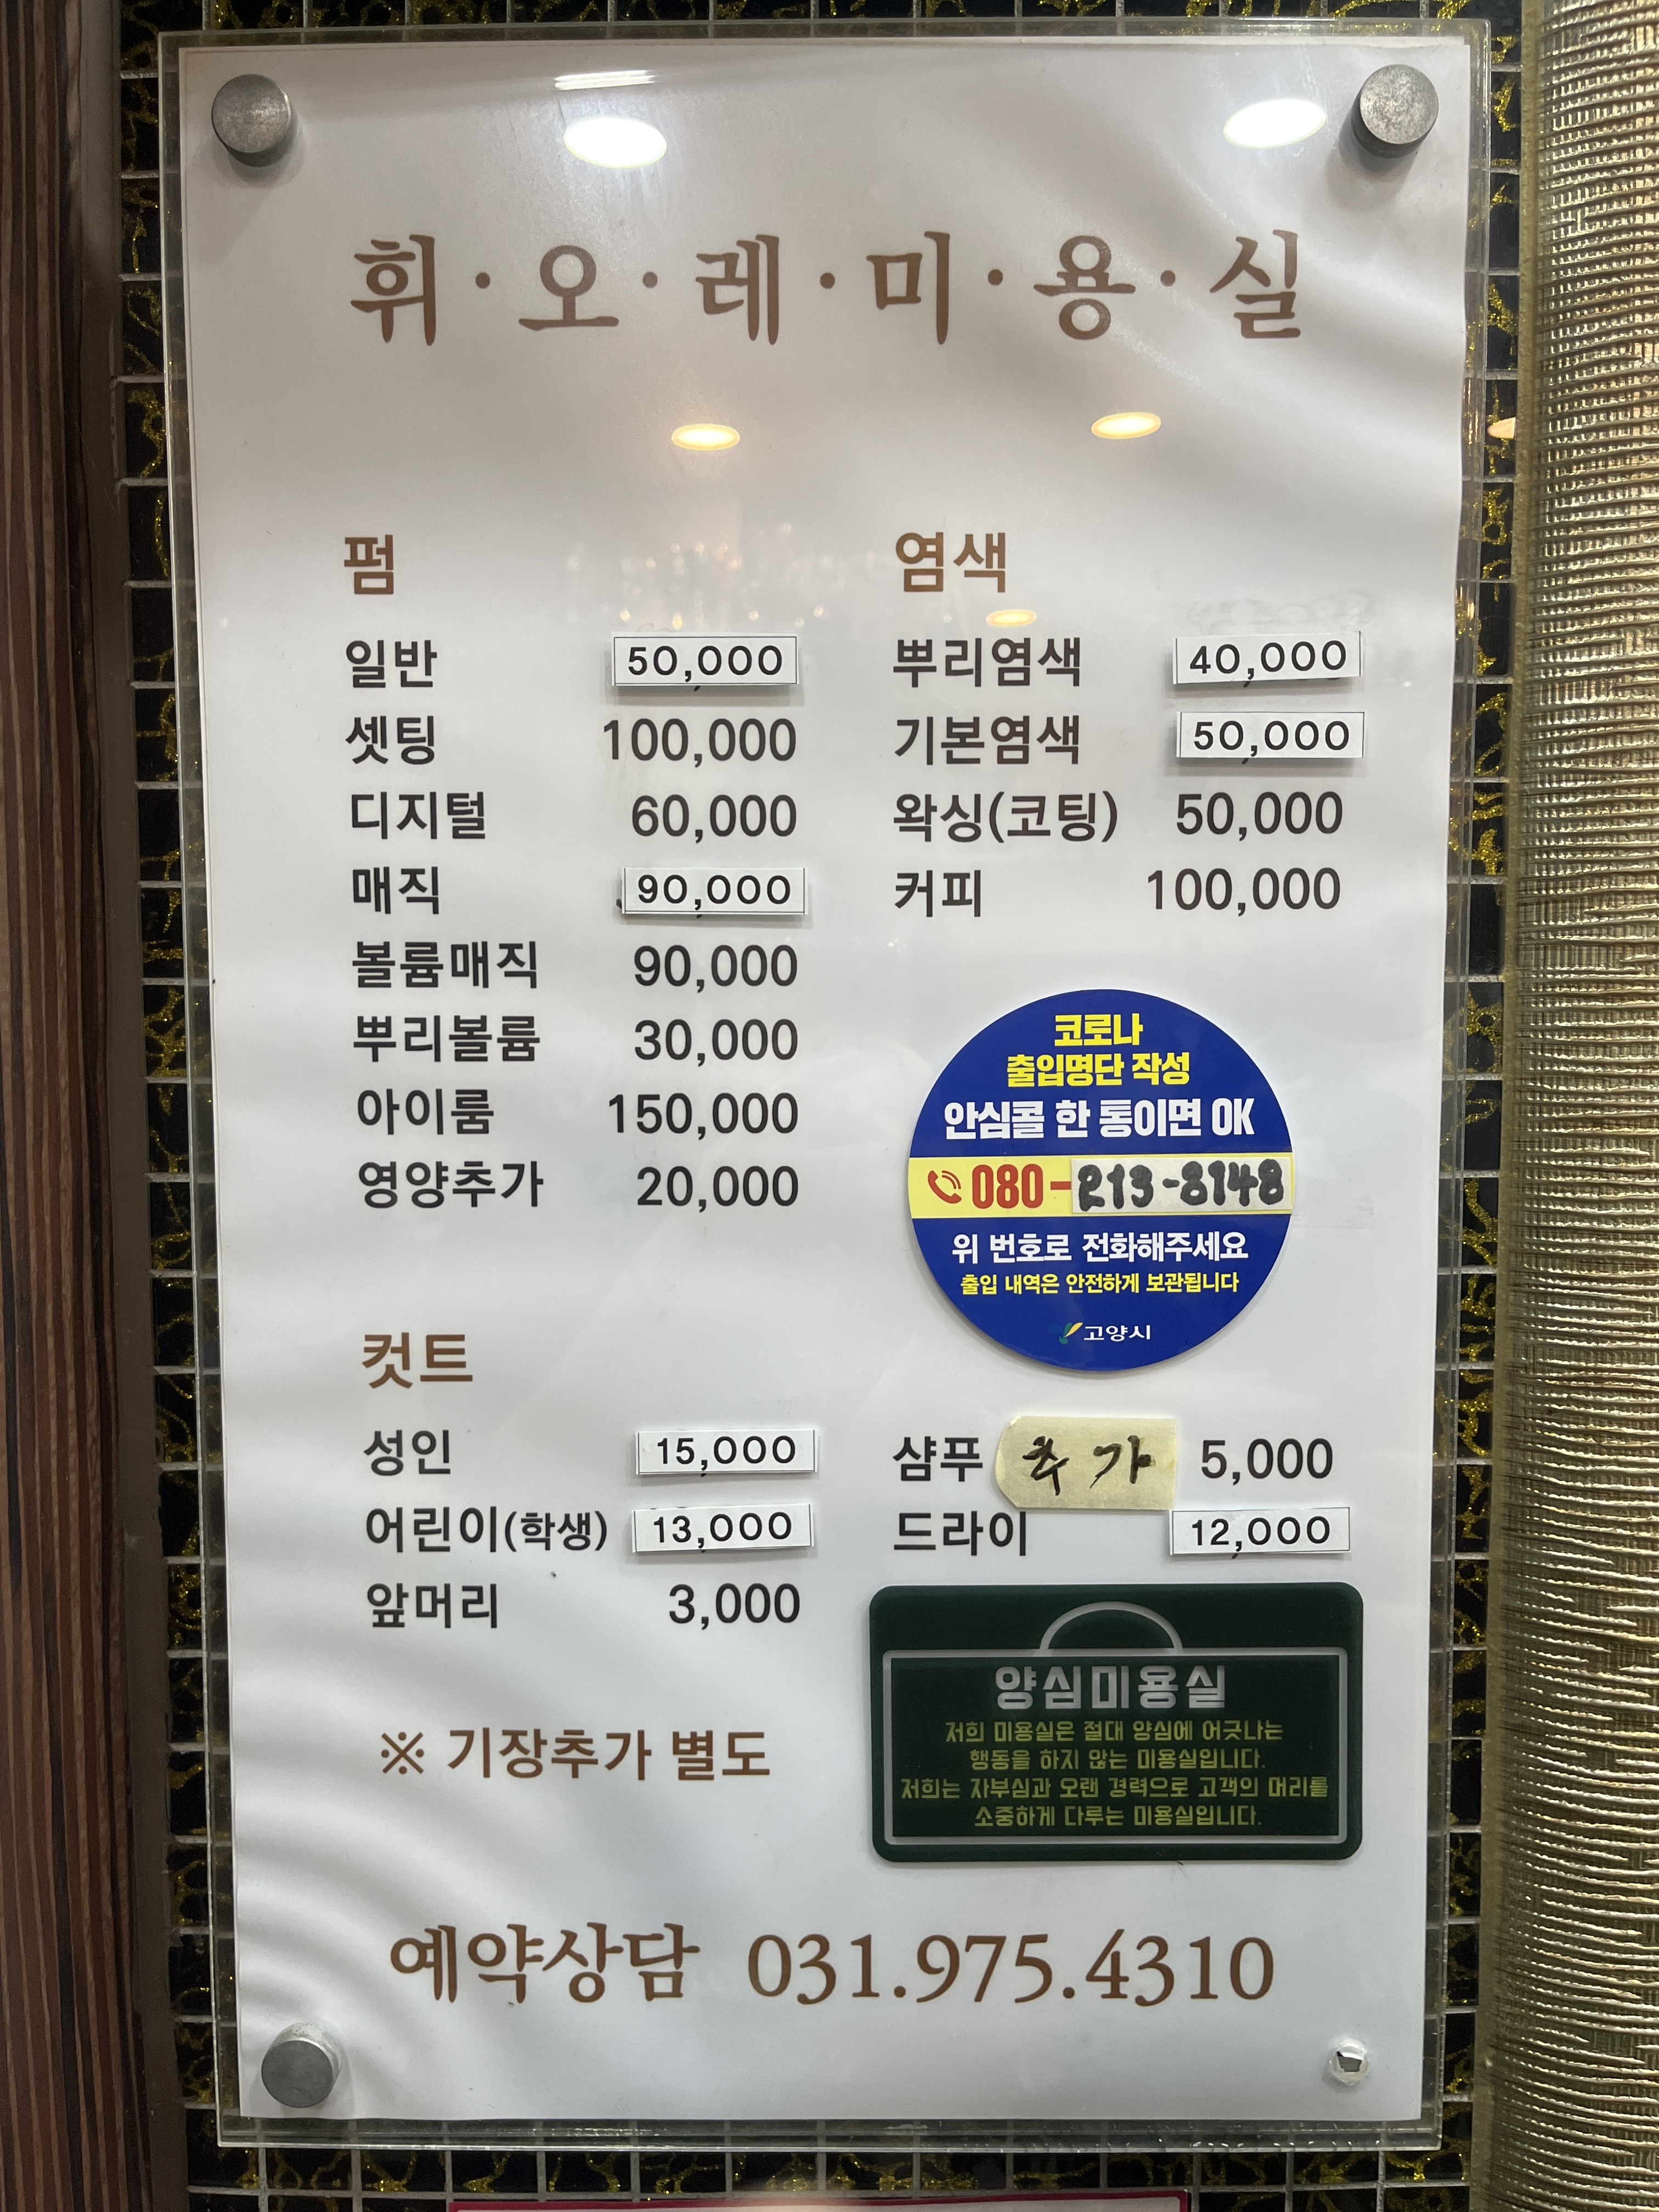 휘·오·레·미·용·실
펌
일반 50,000
셋팅 100,000
디지털 60,000
매직 90,000
볼륨매직 90,000
뿌리볼륨 30,000
아이룸 150,000
영양추가 20,000
염색
뿌리염색 40,000
기본염색 50,000
왁싱(코팅) 50,000
커피 100,000
코로나
출입명단 작성
안심콜 한 통이면 OK
080-213-8148
위 번호로 전화해주세요
출입 내역은 안전하게 보관됩니다
고양시
컷트
성인 15,000
어린이(학생) 13,000
앞머리 3,000
샴푸 추가 5,000
드라이 12,000
※ 기장추가 별도
양심미용실
저희 미용실은 절대 양심에 어긋나는
행동을 하지 않는 미용실입니다.
저희는 자부심과 오랜 경력으로 고객의 머리를
소중하게 다루는 미용실입니다.
예약상담 031.975.4310